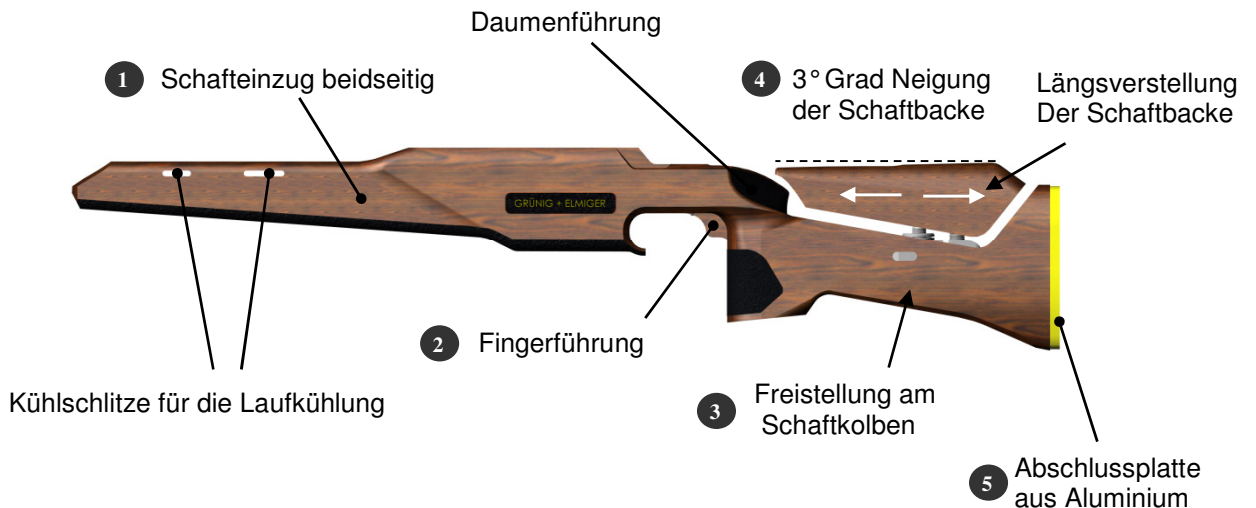 Daumenführung
1 Schafteinzug beidseitig
4 3° Grad Neigung
der Schaftbacke
Längsverstellung
Der Schaftbacke
GRÜNIG + ELMIGER
2 Fingerführung
Kühlschlitze für die Laufkühlung
3 Freistellung am
Schaftkolben
5 Abschlussplatte
aus Aluminium